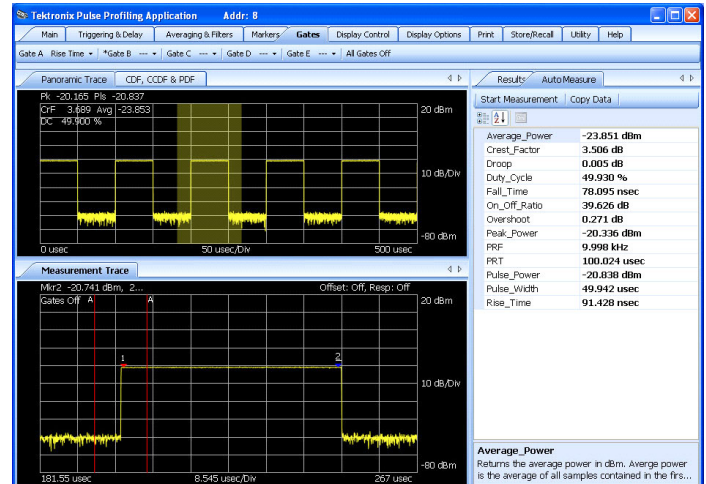 Tektronix Pulse Profiling Application Addr: 8
Main Triggering & Delay Averaging & Filters Markers Gates Display Control Display Options Print Store/Recall Utility Help
Gate A Rise Time *Gate B --- Gate C --- Gate D --- Gate E --- All Gates Off
Panoramic Trace CDF, CCDF & PDF
Pk -20.165 Pls -20.837
CrF 3.689 Avg -23.853
DC 49.900 %
20 dBm
10 dB/Div
-80 dBm
0 usec 50 usec/Div 500 usec
Measurement Trace
Mkr2 -20.741 dBm, 2... Offset: Off, Resp: Off
Gates Off A A 20 dBm
1 2
10 dB/Div
-80 dBm
181.55 usec 8.545 usec/Div 267 usec
Results Auto Measure
Start Measurement Copy Data
Average_Power -23.851 dBm
Crest_Factor 3.506 dB
Droop 0.005 dB
Duty_Cycle 49.930 %
Fall_Time 78.095 nsec
On_Off_Ratio 39.626 dB
Overshoot 0.271 dB
Peak_Power -20.336 dBm
PRF 9.998 kHz
PRT 100.024 usec
Pulse_Power -20.838 dBm
Pulse_Width 49.942 usec
Rise_Time 91.428 nsec
Average_Power
Returns the average power in dBm. Averge power
is the average of all samples contained in the firs...